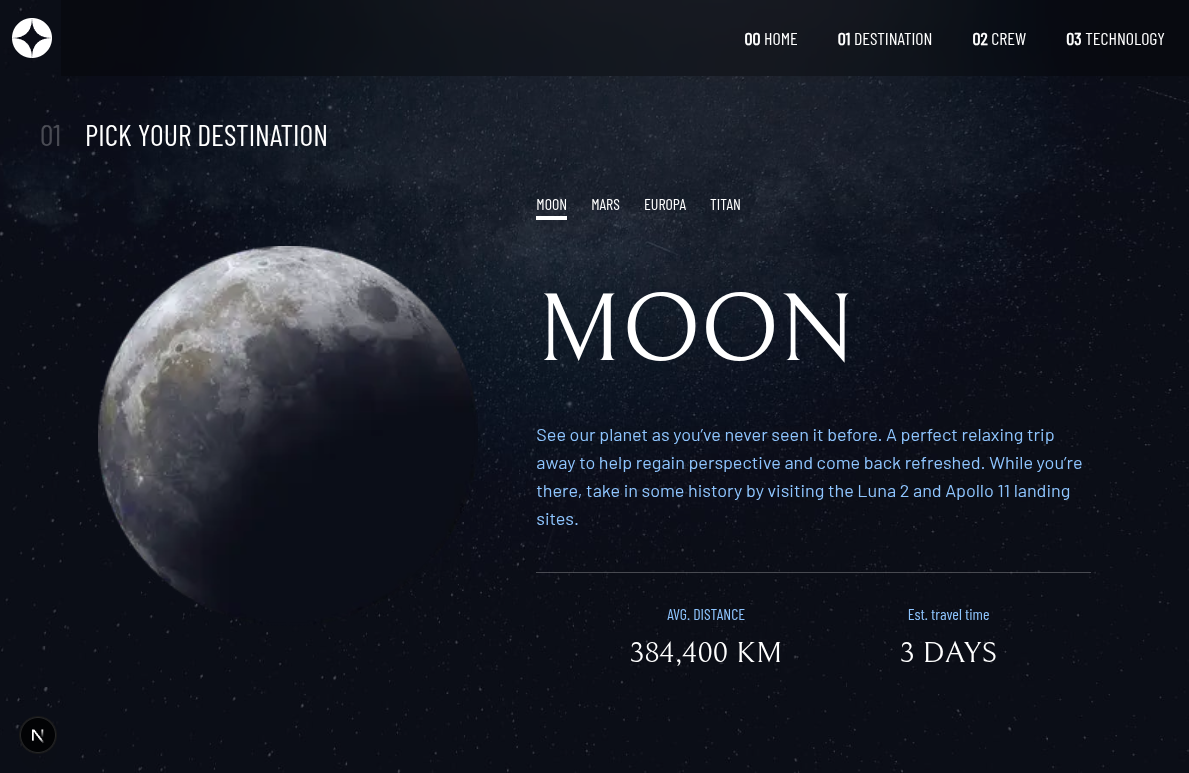 00 HOME 01 DESTINATION 02 CREW 03 TECHNOLOGY
01 PICK YOUR DESTINATION
MOON MARS EUROPA TITAN
MOON
See our planet as you’ve never seen it before. A perfect relaxing trip
away to help regain perspective and come back refreshed. While you’re
there, take in some history by visiting the Luna 2 and Apollo 11 landing
sites.
AVG. DISTANCE
384,400 KM
Est. travel time
3 DAYS
N